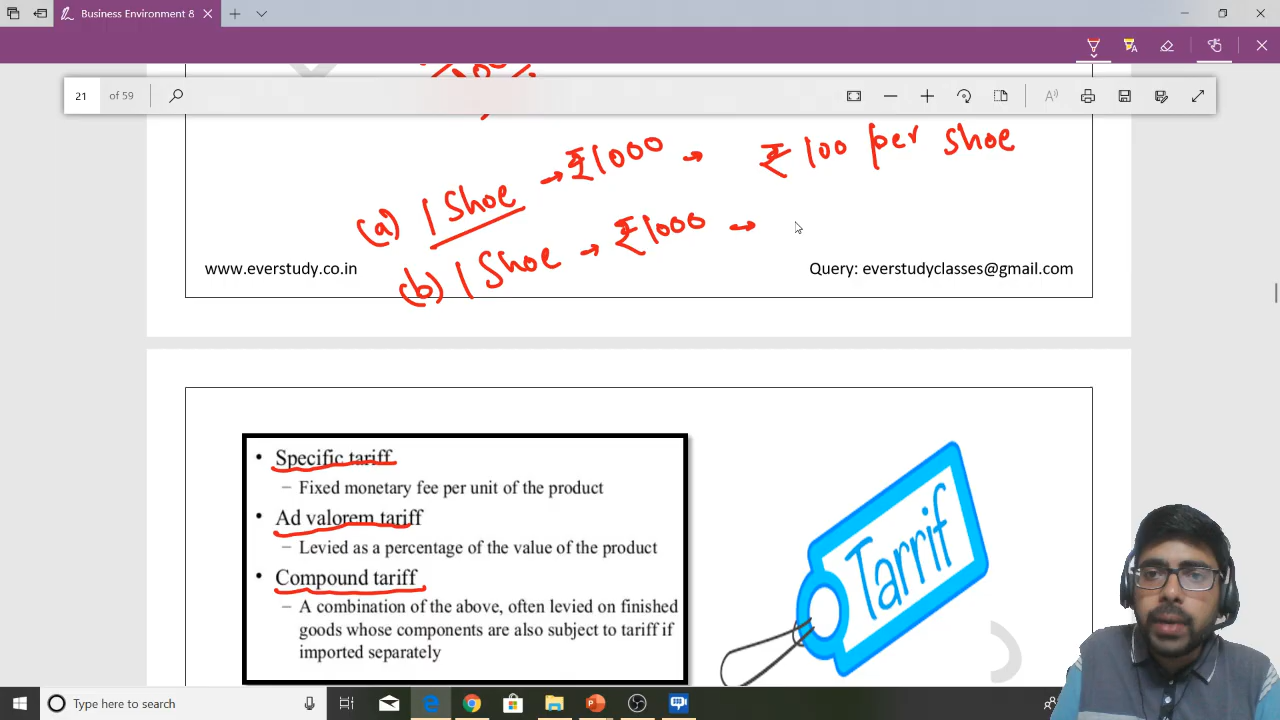 Business Environment 8
21 of 59
(a) 1 Shoe → ₹1000 → ₹100 per shoe
(b) 1 Shoe → ₹1000 →
www.everstudy.co.in Query: everstudyclasses@gmail.com
• Specific tariff
– Fixed monetary fee per unit of the product
• Ad valorem tariff
– Levied as a percentage of the value of the product
• Compound tariff
– A combination of the above, often levied on finished
goods whose components are also subject to tariff if
imported separately
Tarrif
Type here to search